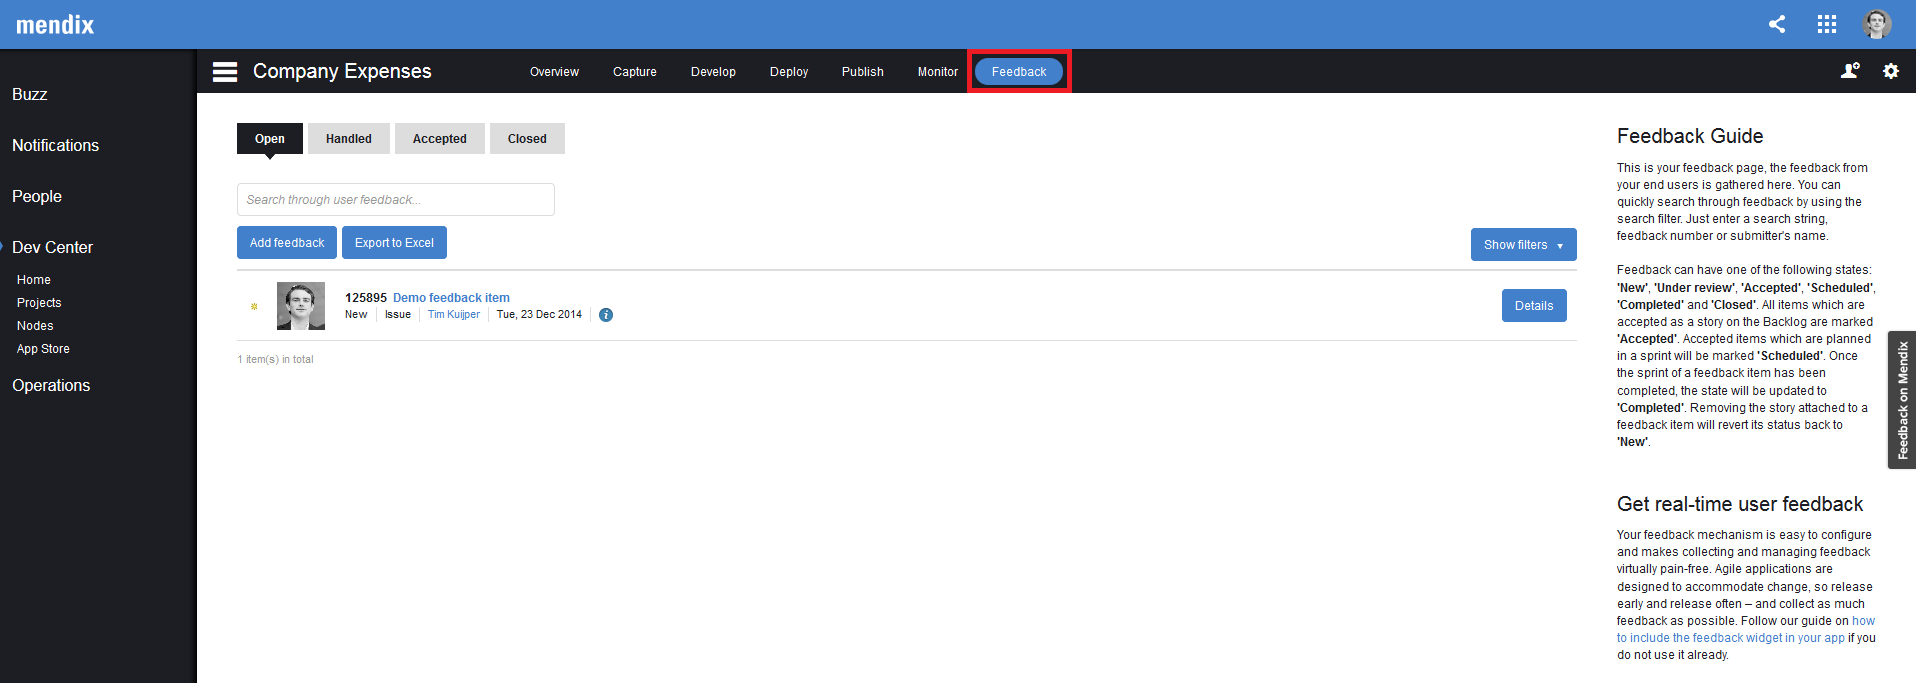 mendix
Buzz
Notifications
People
Dev Center
Home
Projects
Nodes
App Store
Operations
Company Expenses
Overview Capture Develop Deploy Publish Monitor Feedback
Open Handled Accepted Closed
Search through user feedback...
Add feedback Export to Excel
Show filters
125895 Demo feedback item
New Issue Tim Kuijper Tue, 23 Dec 2014 i
Details
1 item(s) in total
Feedback Guide
This is your feedback page, the feedback from
your end users is gathered here. You can
quickly search through feedback by using the
search filter. Just enter a search string,
feedback number or submitter's name.
Feedback can have one of the following states:
'New', 'Under review', 'Accepted', 'Scheduled',
'Completed' and 'Closed'. All items which are
accepted as a story on the Backlog are marked
'Accepted'. Accepted items which are planned
in a sprint will be marked 'Scheduled'. Once
the sprint of a feedback item has been
completed, the state will be updated to
'Completed'. Removing the story attached to a
feedback item will revert its status back to
'New'.
Get real-time user feedback
Your feedback mechanism is easy to configure
and makes collecting and managing feedback
virtually pain-free. Agile applications are
designed to accommodate change, so release
early and release often – and collect as much
feedback as possible. Follow our guide on how
to include the feedback widget in your app if you
do not use it already.
Feedback on Mendix